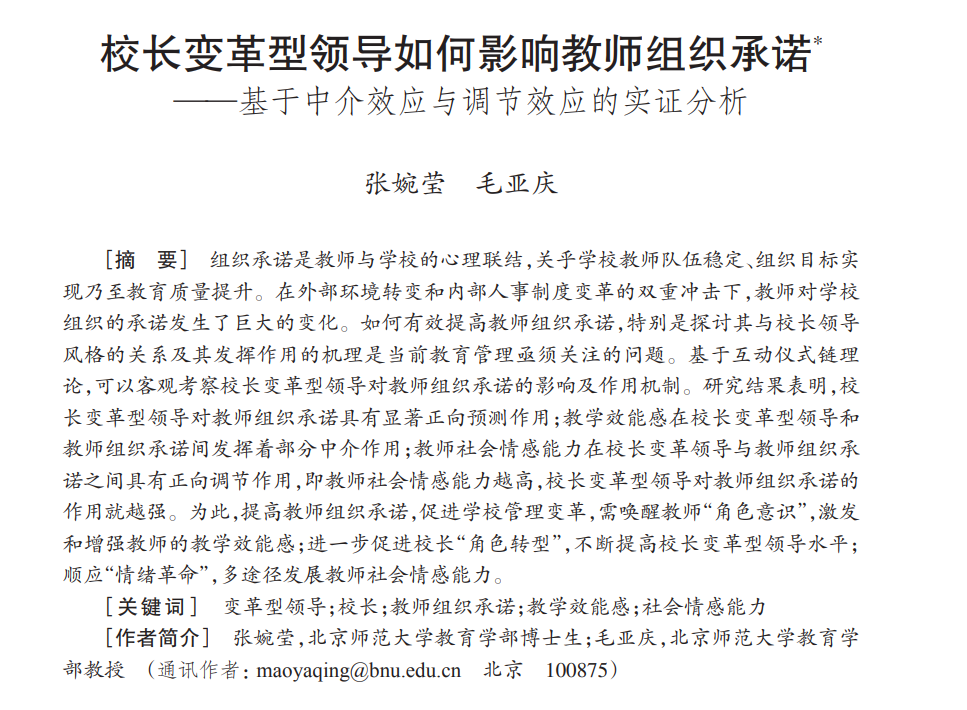 校长变革型领导如何影响教师组织承诺*
——基于中介效应与调节效应的实证分析
张婉莹　毛亚庆
［摘　要］ 组织承诺是教师与学校的心理联结,关乎学校教师队伍稳定、组织目标实
现乃至教育质量提升。在外部环境转变和内部人事制度变革的双重冲击下,教师对学校
组织的承诺发生了巨大的变化。如何有效提高教师组织承诺,特别是探讨其与校长领导
风格的关系及其发挥作用的机理是当前教育管理亟须关注的问题。基于互动仪式链理
论,可以客观考察校长变革型领导对教师组织承诺的影响及作用机制。研究结果表明,校
长变革型领导对教师组织承诺具有显著正向预测作用;教学效能感在校长变革型领导和
教师组织承诺间发挥着部分中介作用;教师社会情感能力在校长变革领导与教师组织承
诺之间具有正向调节作用,即教师社会情感能力越高,校长变革型领导对教师组织承诺的
作用就越强。为此,提高教师组织承诺,促进学校管理变革,需唤醒教师“角色意识”,激发
和增强教师的教学效能感;进一步促进校长“角色转型”,不断提高校长变革型领导水平;
顺应“情绪革命”,多途径发展教师社会情感能力。
［关键词］ 变革型领导;校长;教师组织承诺;教学效能感;社会情感能力
［作者简介］ 张婉莹,北京师范大学教育学部博士生;毛亚庆,北京师范大学教育学
部教授 （通讯作者: maoyaqing@bnu.edu.cn 北京 100875）